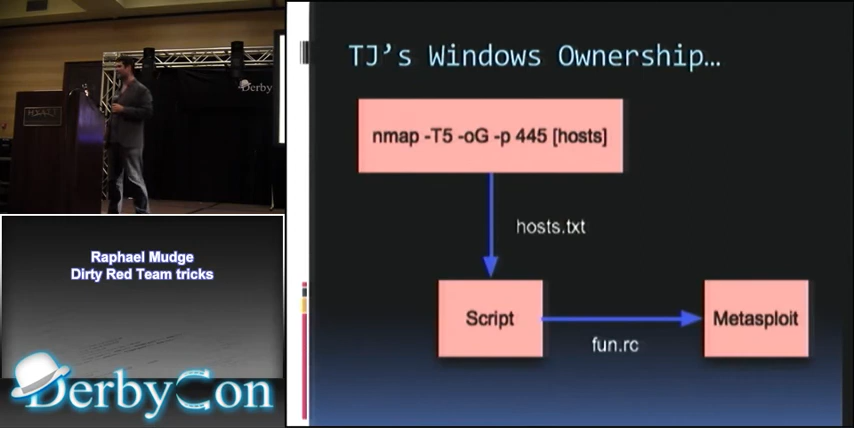 TJ's Windows Ownership…
nmap -T5 -oG -p 445 [hosts]
hosts.txt
Script
fun.rc
Metasploit
HYATT
Derby
Raphael Mudge
Dirty Red Team tricks
DerbyCon